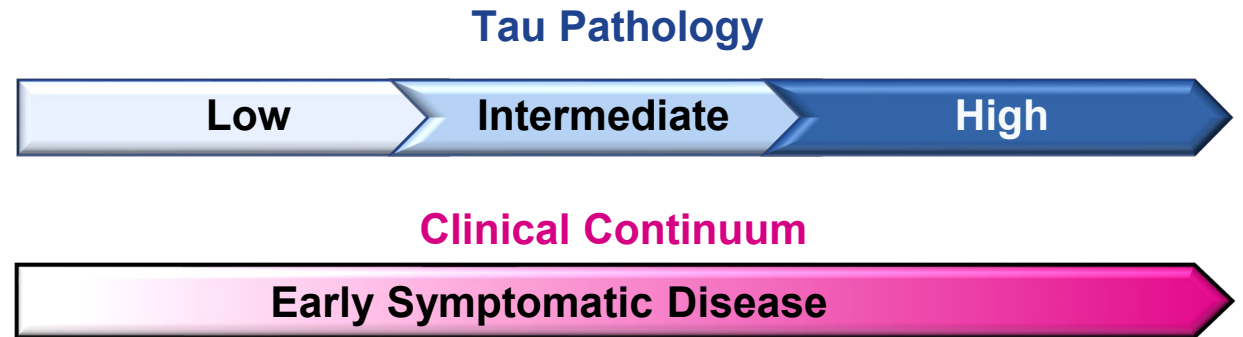 Tau Pathology
Low Intermediate High
Clinical Continuum
Early Symptomatic Disease